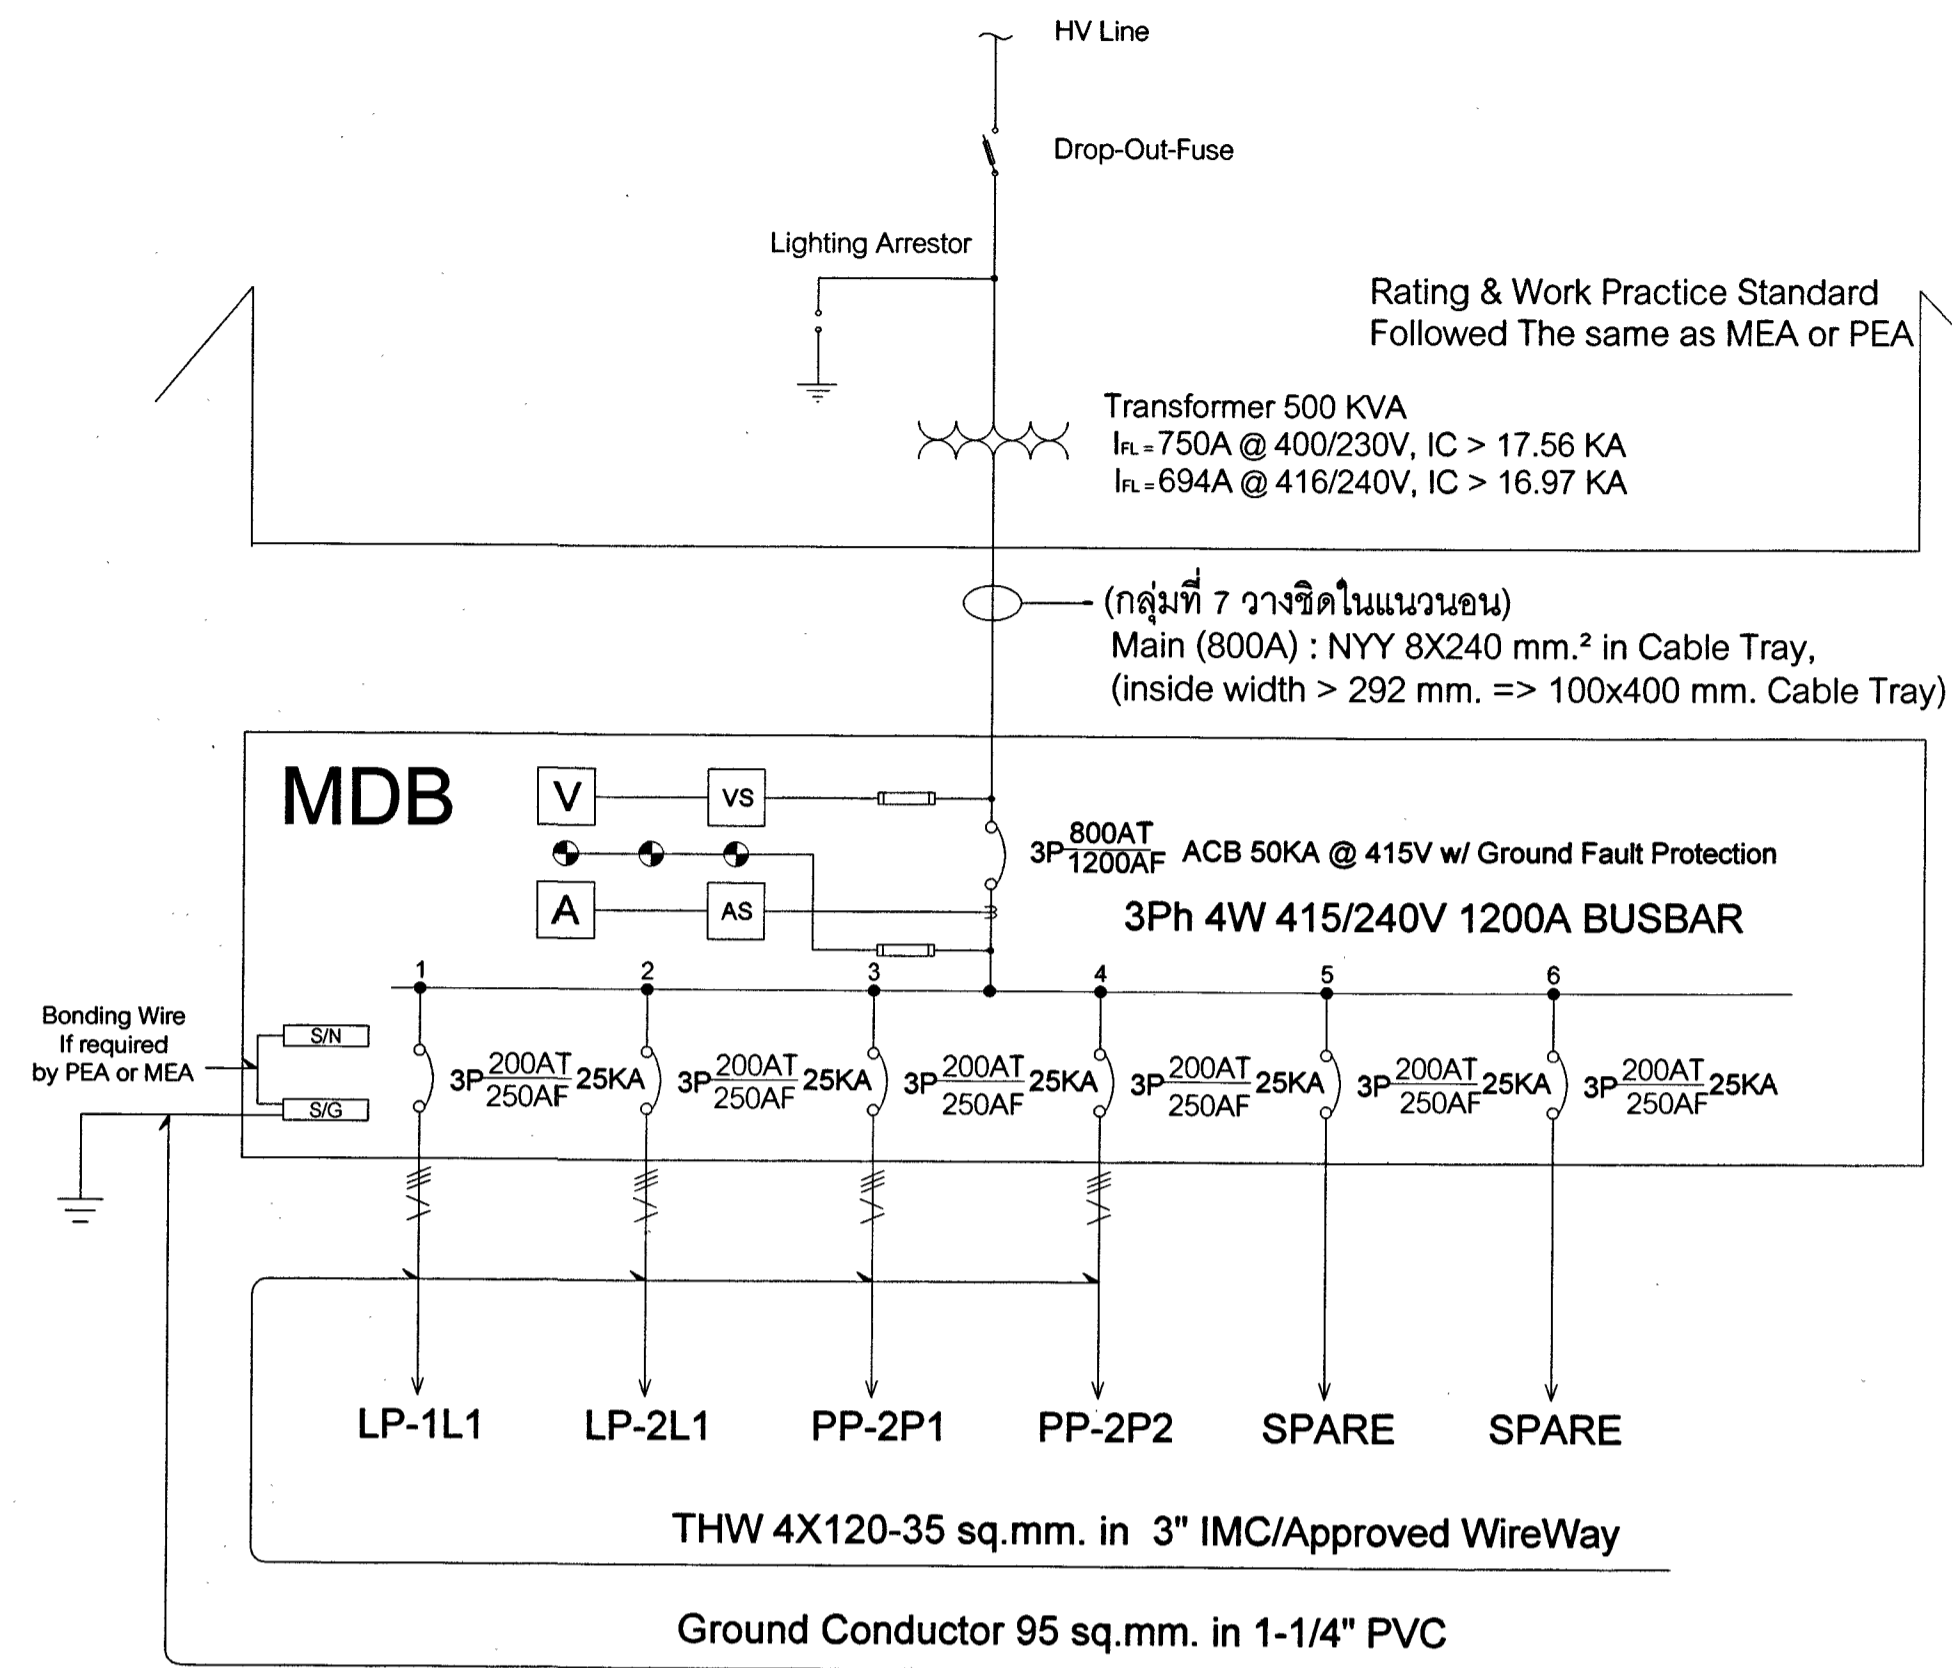 HV Line
Drop-Out-Fuse
Lighting Arrestor
Rating & Work Practice Standard
Followed The same as MEA or PEA
Transformer 500 KVA
IFL=750A @ 400/230V, IC > 17.56 KA
IFL=694A @ 416/240V, IC > 16.97 KA
(กลุ่มที่ 7 วางชิดในแนวนอน)
Main (800A) : NYY 8X240 mm.² in Cable Tray,
(inside width > 292 mm. => 100x400 mm. Cable Tray)
MDB
V
VS
3P 800AT/1200AF ACB 50KA @ 415V w/ Ground Fault Protection
A
AS
3Ph 4W 415/240V 1200A BUSBAR
1
2
3
4
5
6
Bonding Wire
If required
by PEA or MEA
S/N
S/G
3P 200AT/250AF 25KA
3P 200AT/250AF 25KA
3P 200AT/250AF 25KA
3P 200AT/250AF 25KA
3P 200AT/250AF 25KA
3P 200AT/250AF 25KA
LP-1L1
LP-2L1
PP-2P1
PP-2P2
SPARE
SPARE
THW 4X120-35 sq.mm. in 3" IMC/Approved WireWay
Ground Conductor 95 sq.mm. in 1-1/4" PVC